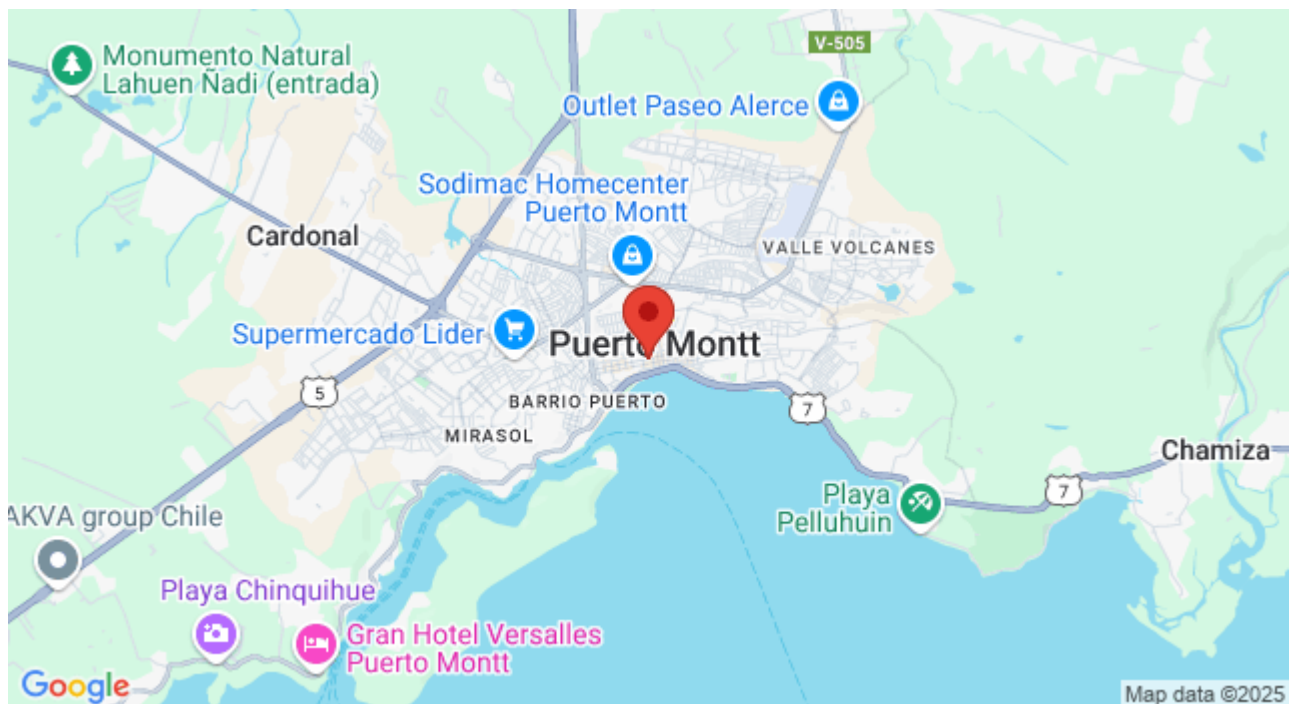 Monumento Natural
Lahuen Ñadi (entrada)
V-505
Outlet Paseo Alerce
Sodimac Homecenter
Puerto Montt
Cardonal
VALLE VOLCANES
Supermercado Lider
Puerto Montt
5
BARRIO PUERTO
7
MIRASOL
Chamiza
7
Playa
Pelluhuin
AKVA group Chile
Playa Chinquihue
Gran Hotel Versalles
Puerto Montt
Google
Map data ©2025